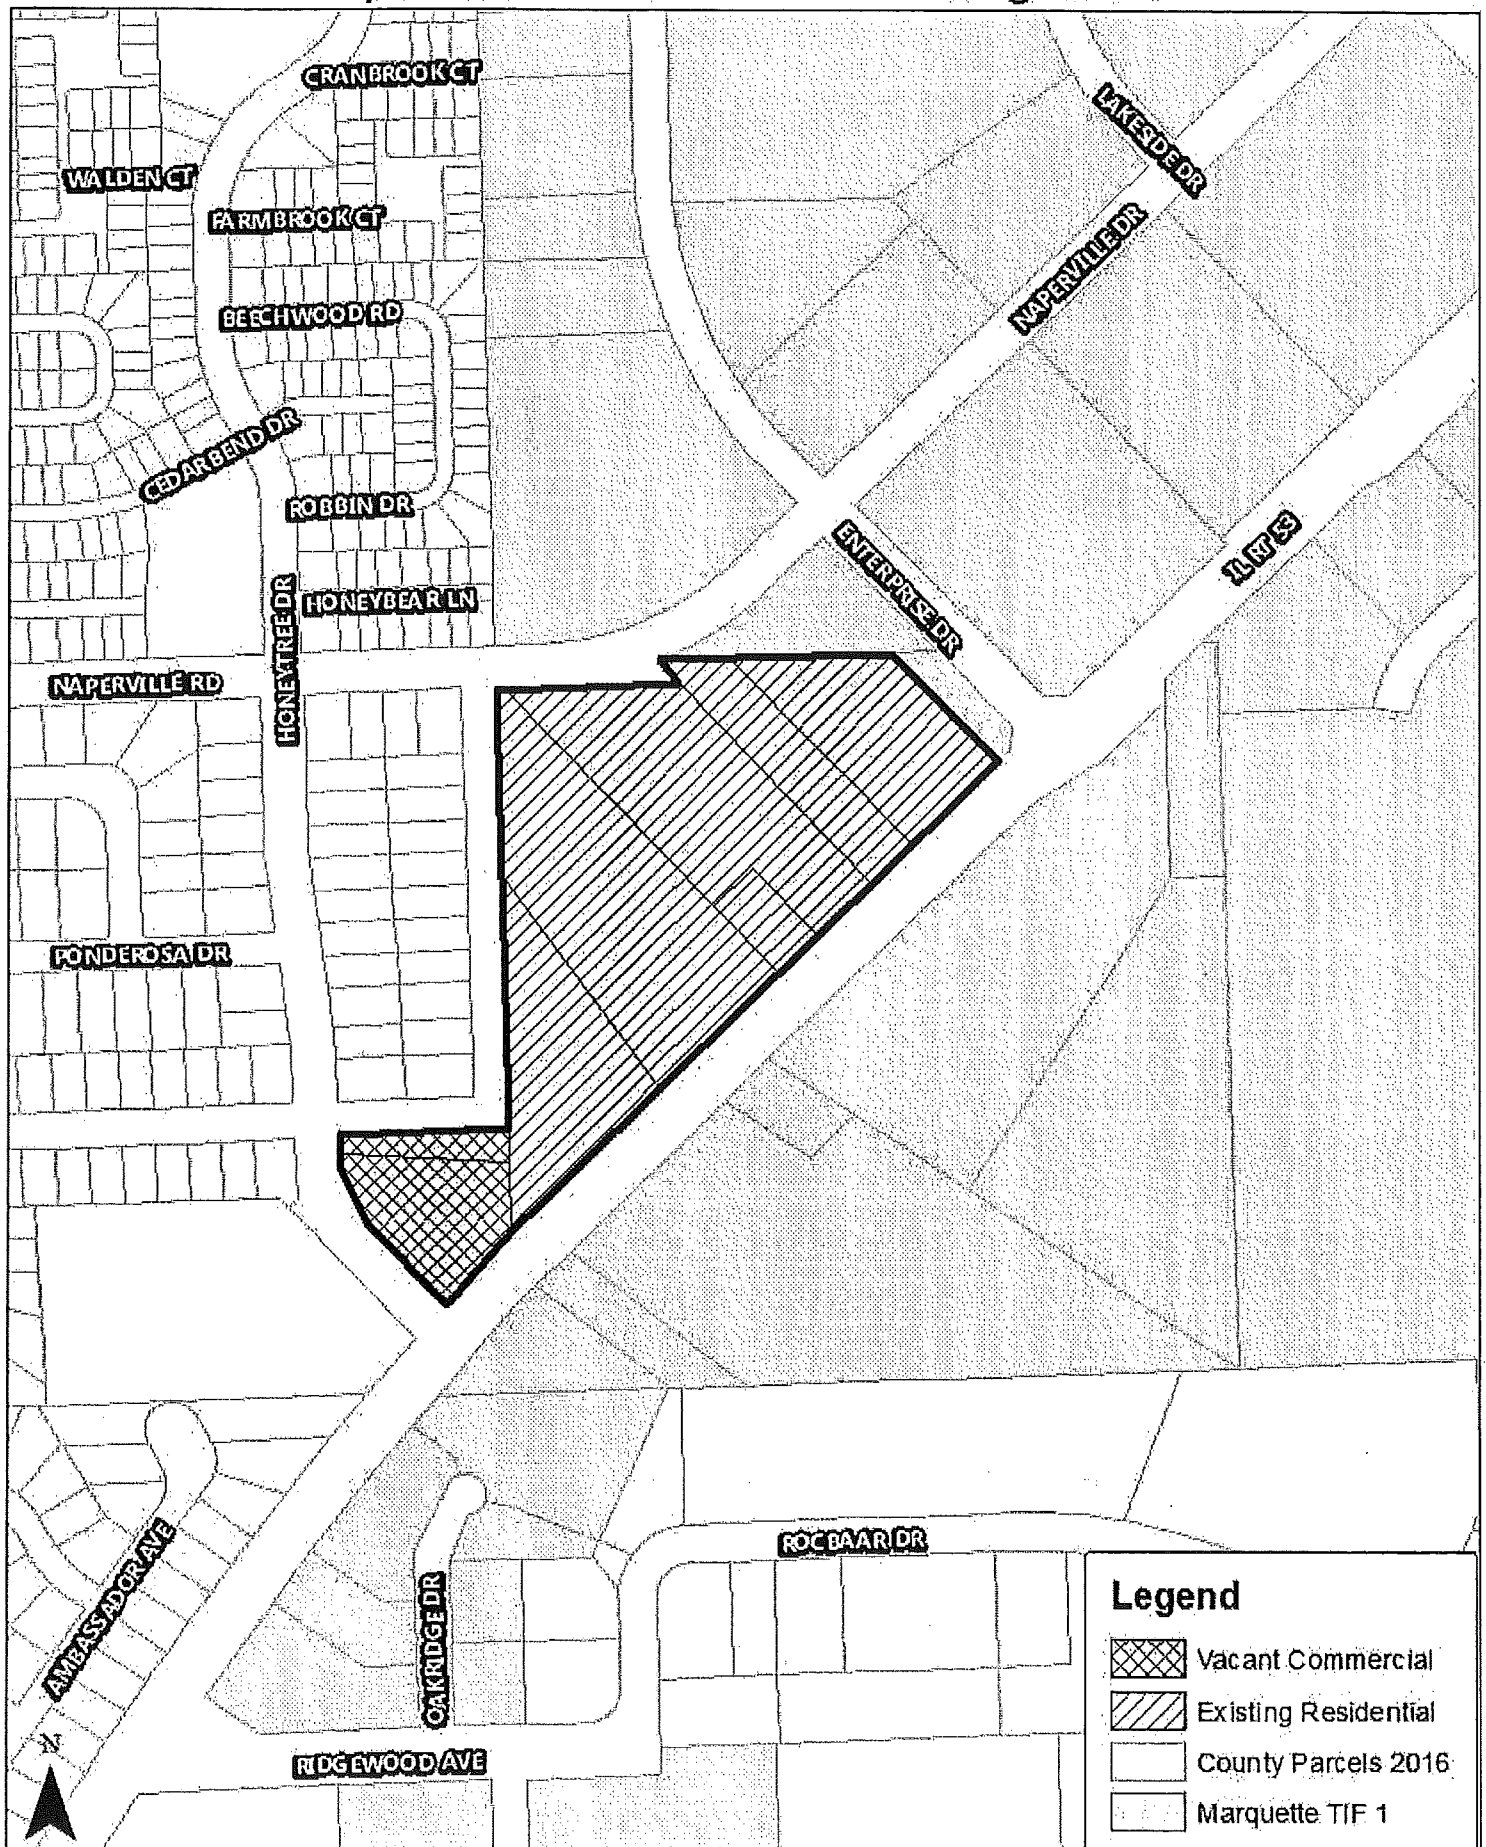 CRANBROOK CT
LAKESIDE DR
WALDEN CT
FARMBROOK CT
NAPERVILLE DR
BEECHWOOD RD
CEDARBEND DR
ROBBIN DR
ENTERPRISE DR
IL RT 53
HONEYTREE DR
HONEYBEAR LN
NAPERVILLE RD
PONDEROSA DR
AMBASSADOR AVE
ROCBAAR DR
OAKRIDGE DR
RIDGEWOOD AVE
N
Legend
Vacant Commercial
Existing Residential
County Parcels 2016
Marquette TIF 1